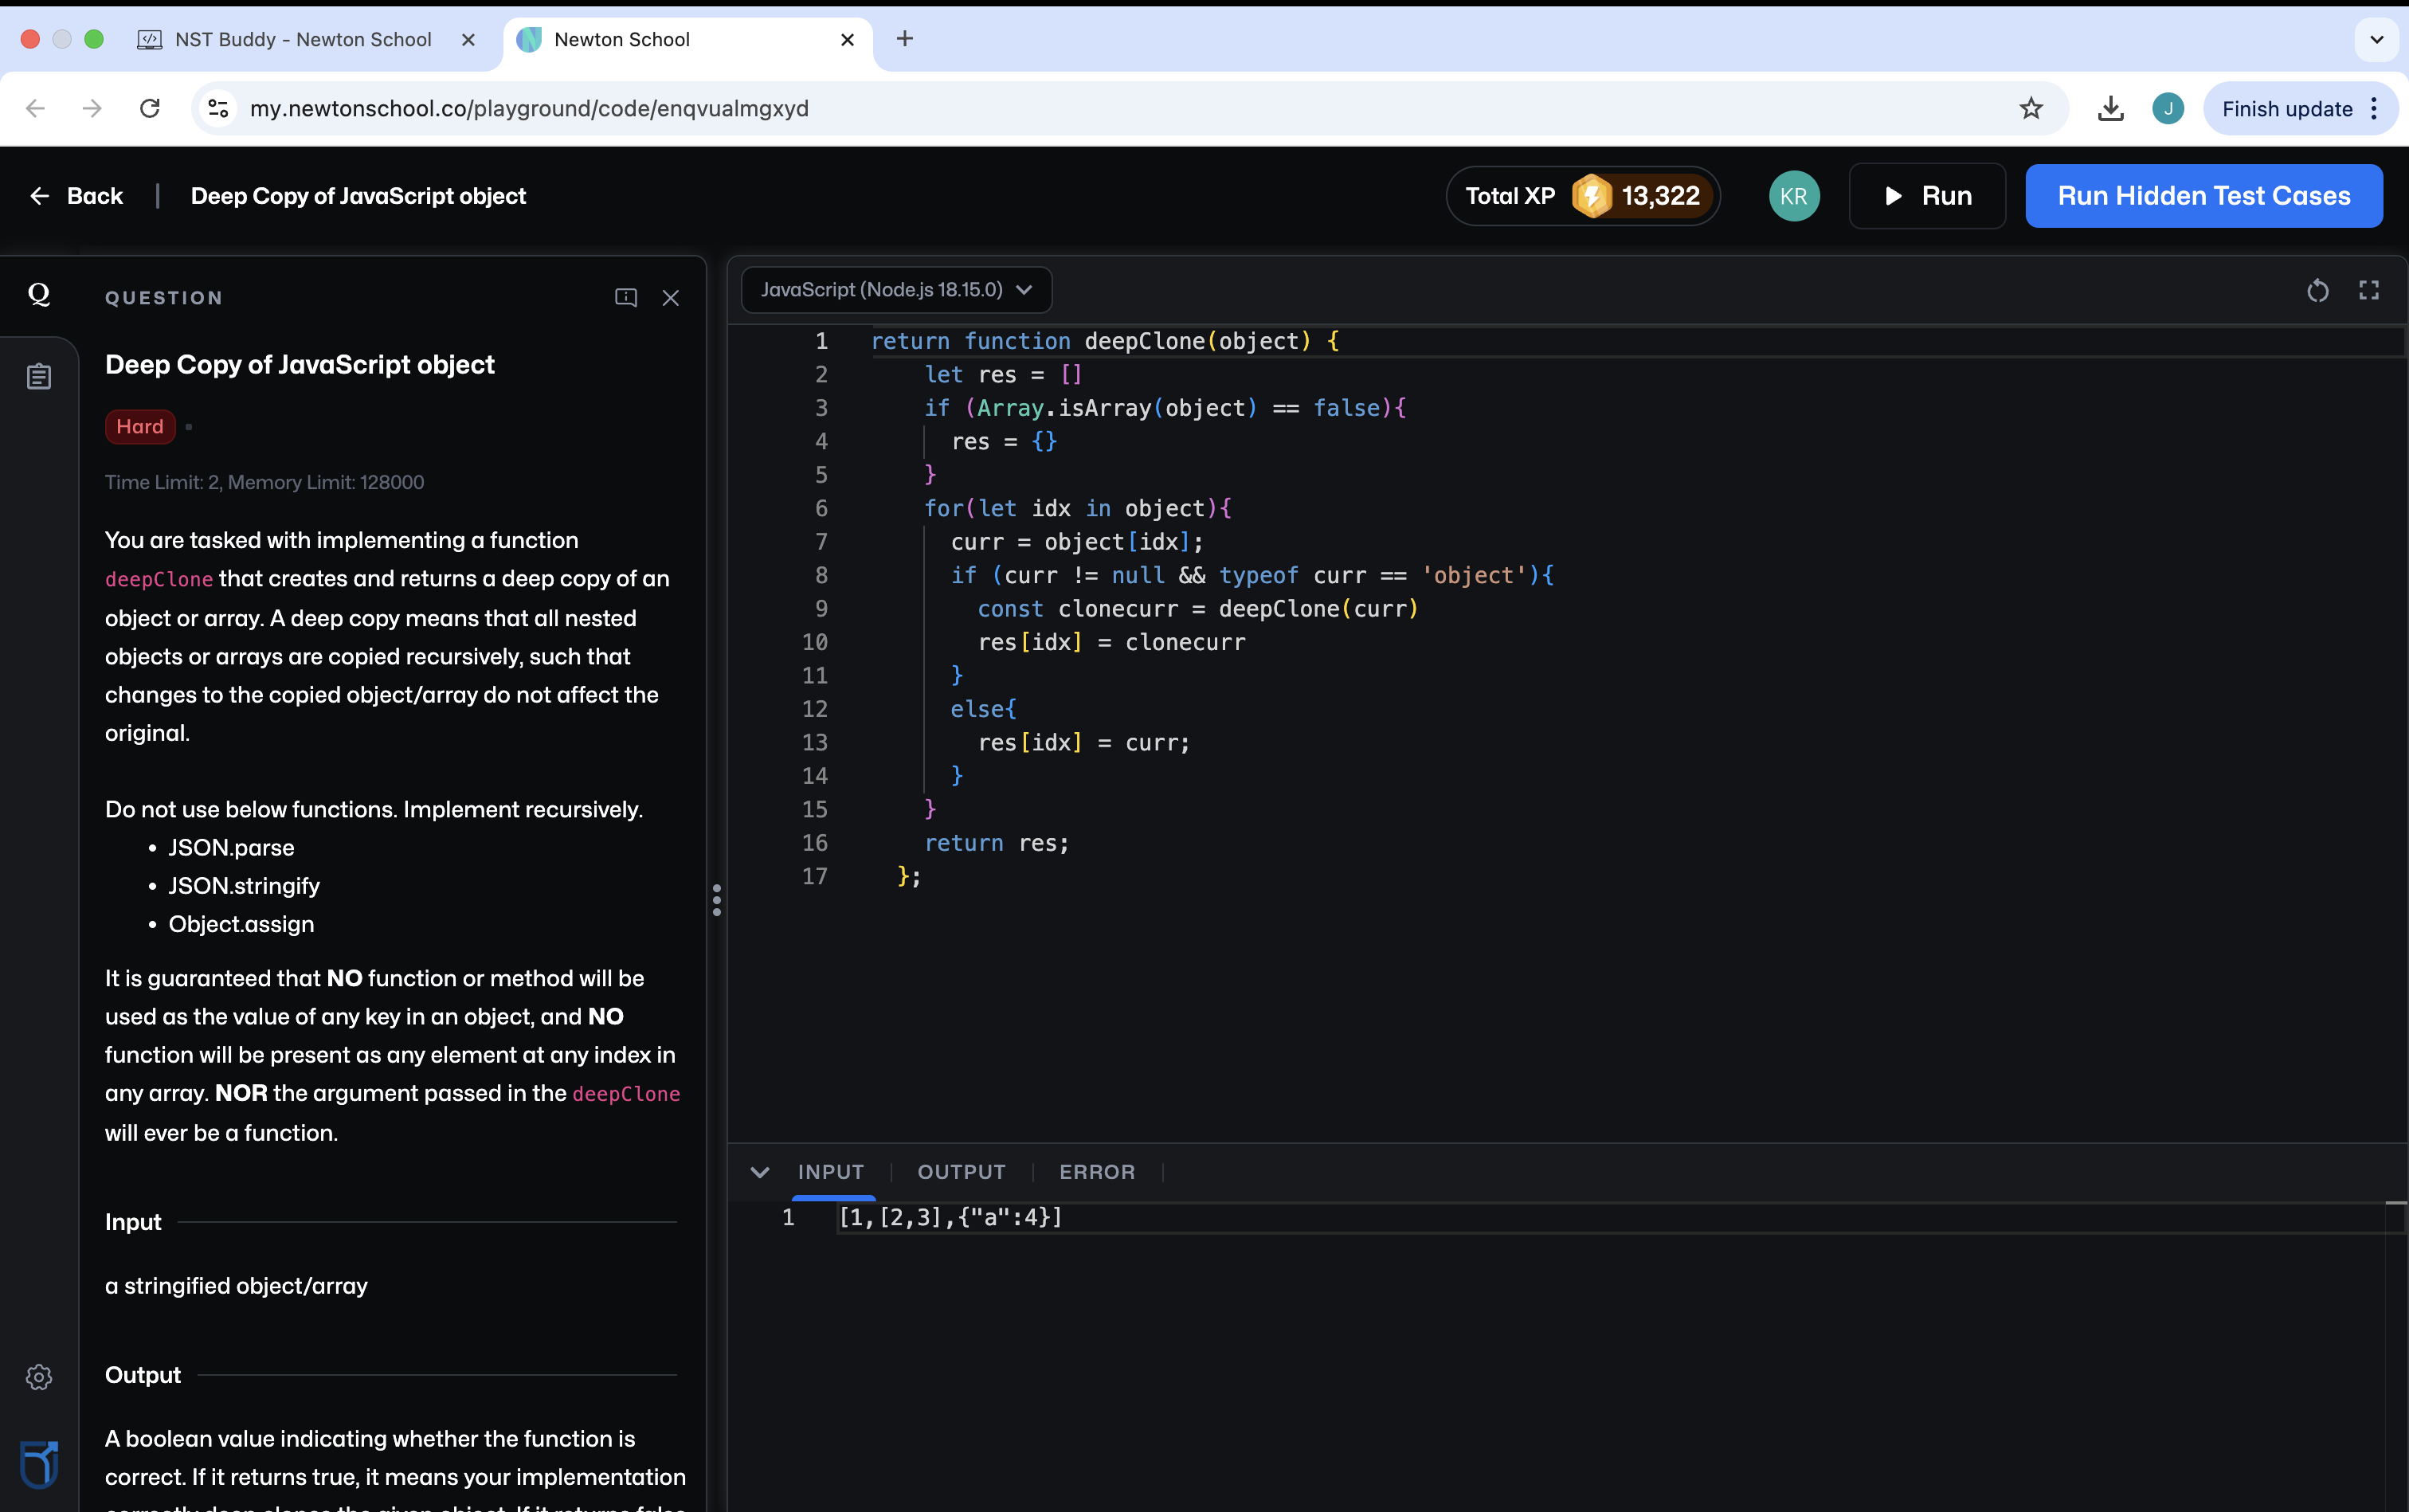 NST Buddy - Newton School
Newton School
my.newtonschool.co/playground/code/enqvualmgxyd
J
Finish update
Back
Deep Copy of JavaScript object
Total XP
13,322
KR
Run
Run Hidden Test Cases
Q
QUESTION
Deep Copy of JavaScript object
Hard
Time Limit: 2, Memory Limit: 128000
You are tasked with implementing a function
deepClone that creates and returns a deep copy of an
object or array. A deep copy means that all nested
objects or arrays are copied recursively, such that
changes to the copied object/array do not affect the
original.
Do not use below functions. Implement recursively.
• JSON.parse
• JSON.stringify
• Object.assign
It is guaranteed that NO function or method will be
used as the value of any key in an object, and NO
function will be present as any element at any index in
any array. NOR the argument passed in the deepClone
will ever be a function.
Input
a stringified object/array
Output
A boolean value indicating whether the function is
correct. If it returns true, it means your implementation
JavaScript (Node.js 18.15.0)
1 return function deepClone(object) {
2 let res = []
3 if (Array.isArray(object) == false){
4 res = {}
5 }
6 for(let idx in object){
7 curr = object[idx];
8 if (curr != null && typeof curr == 'object'){
9 const clonecurr = deepClone(curr)
10 res[idx] = clonecurr
11 }
12 else{
13 res[idx] = curr;
14 }
15 }
16 return res;
17 };
INPUT
OUTPUT
ERROR
1 [1,[2,3],{"a":4}]